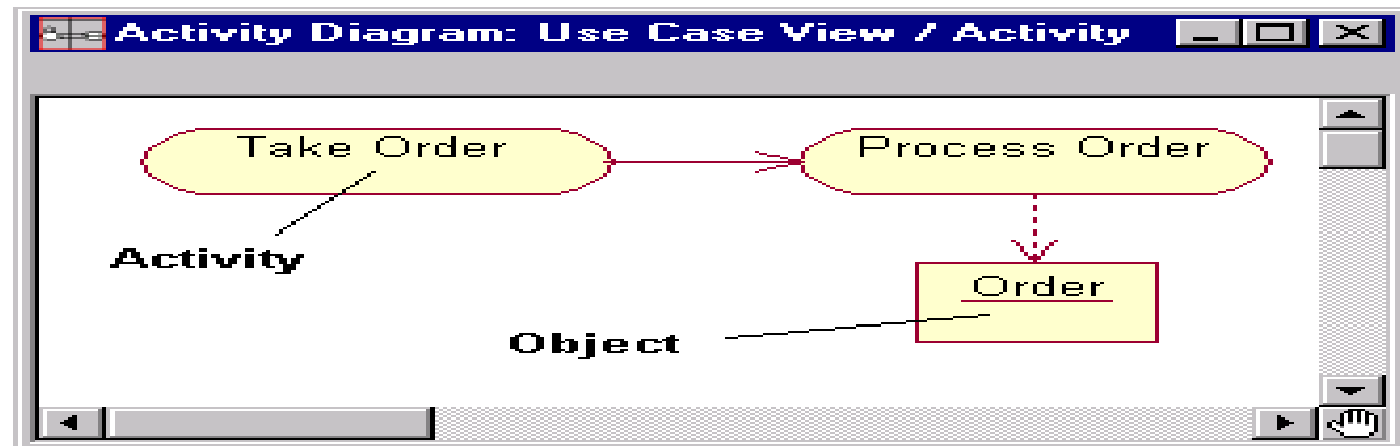 Activity Diagram: Use Case View / Activity
Take Order
Process Order
Activity
Order
Object